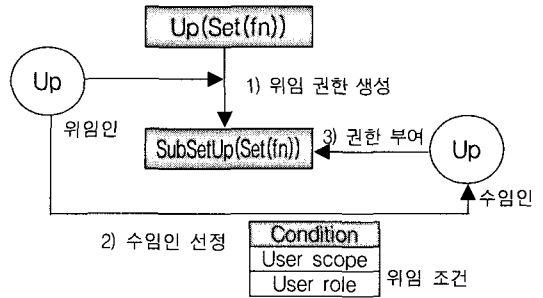 Up(Set(fn))
Up
1) 위임 권한 생성
위임인
SubSetUp(Set(fn))
3) 권한 부여
Up
수임인
2) 수임인 선정
Condition
User scope
User role
위임 조건